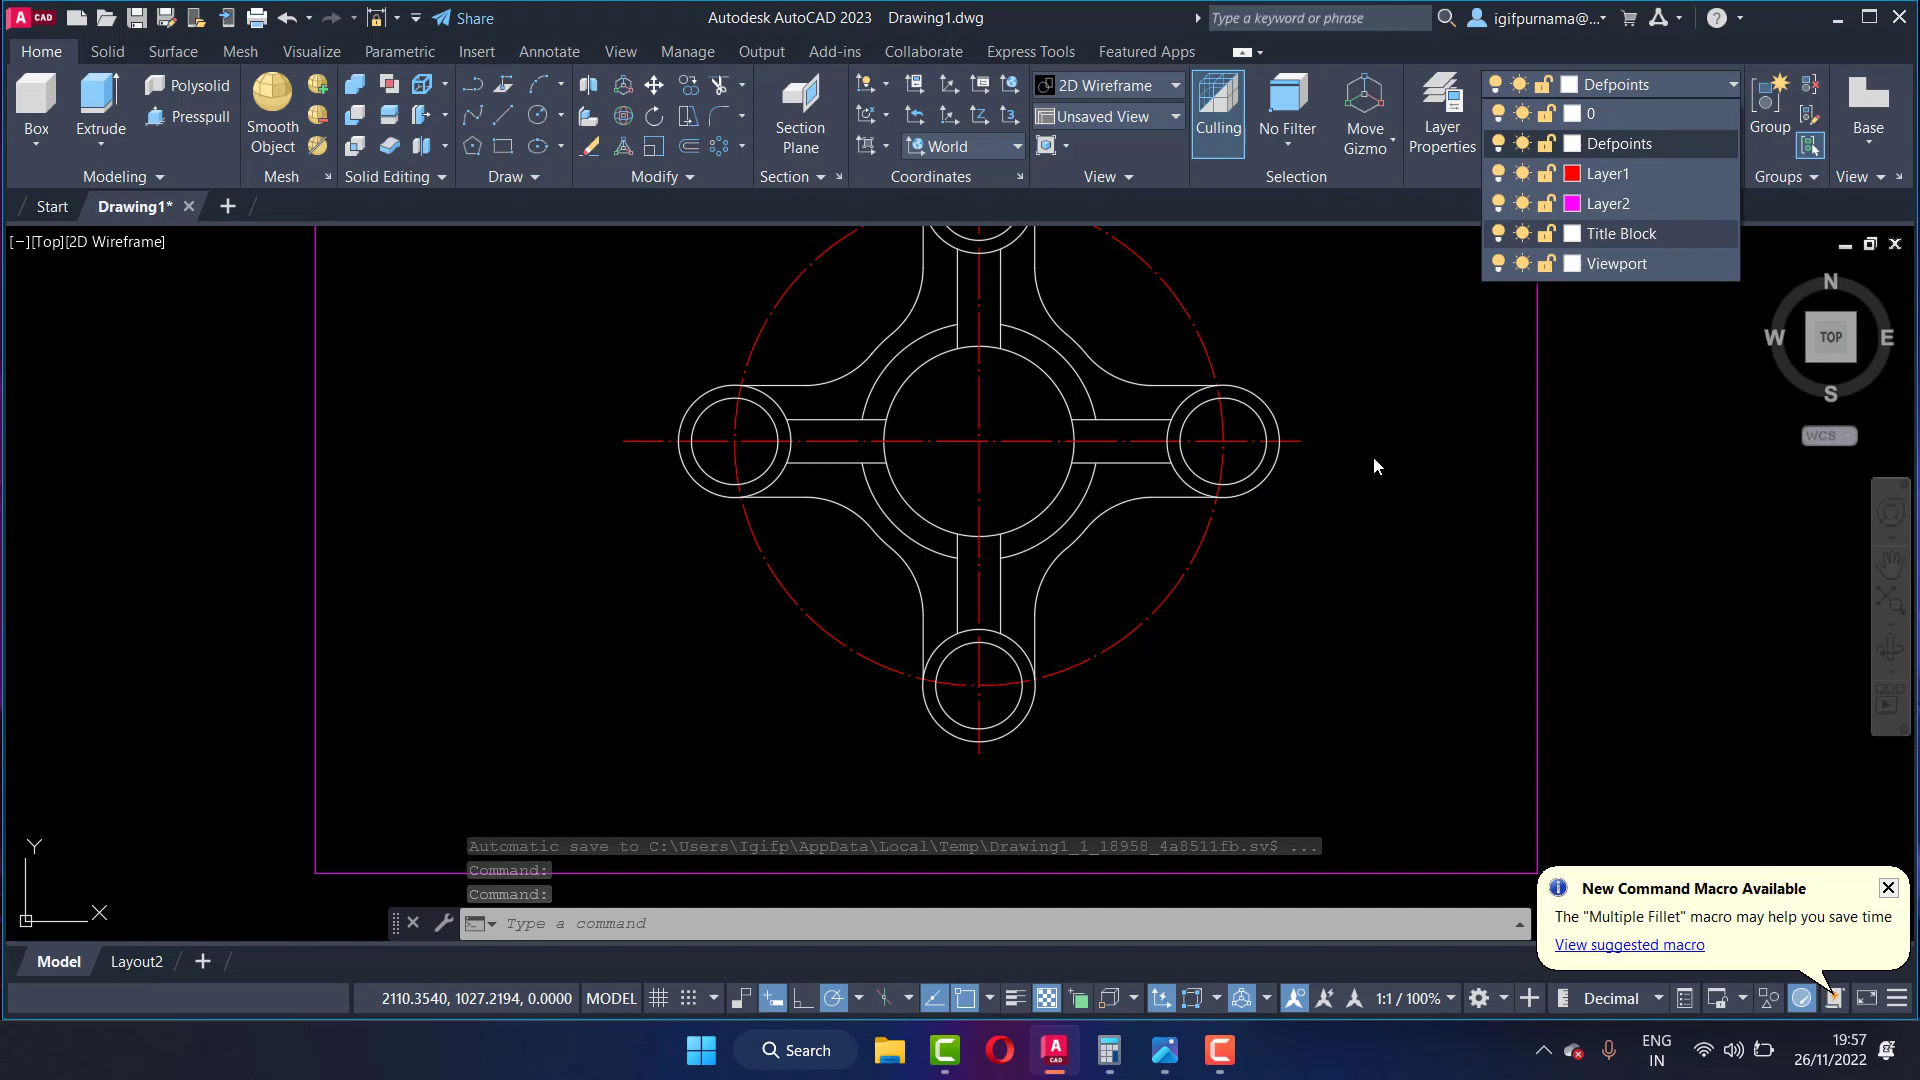 CAD
Share
Autodesk AutoCAD 2023 Drawing1.dwg
Type a keyword or phrase
igifpurnama@...
Home Solid Surface Mesh Visualize Parametric Insert Annotate View Manage Output Add-ins Collaborate Express Tools Featured Apps
Box
Extrude
Polysolid
Presspull
Smooth Object
Section Plane
World
2D Wireframe
Unsaved View
Culling
No Filter
Move Gizmo
Layer Properties
Defpoints
0
Defpoints
Layer1
Layer2
Title Block
Viewport
Group
Base
Modeling
Mesh
Solid Editing
Draw
Modify
Section
Coordinates
View
Selection
Groups
View
Start
Drawing1*
[−][Top][2D Wireframe]
N
W
TOP
E
S
WCS
Y
X
Automatic save to C:\Users\Igifp\AppData\Local\Temp\Drawing1_1_18958_4a8511fb.sv$ ...
Command:
Command:
Type a command
New Command Macro Available
The "Multiple Fillet" macro may help you save time
View suggested macro
Model
Layout2
2110.3540, 1027.2194, 0.0000
MODEL
1:1 / 100%
Decimal
Search
A
CAD
ENG
IN
19:57
26/11/2022